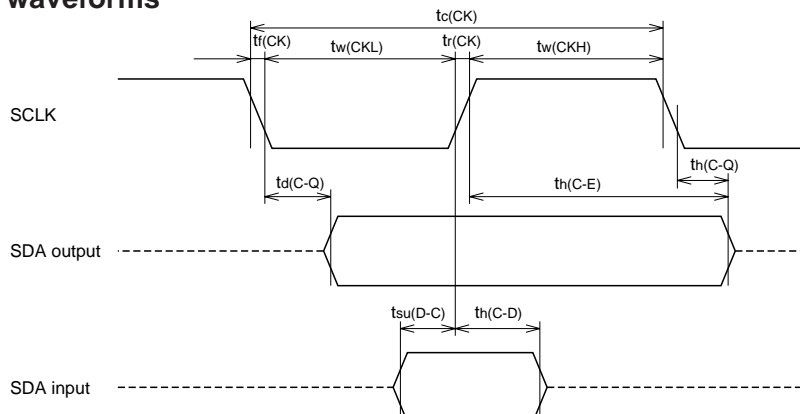 waveforms
tc(CK)
tf(CK) tw(CKL) tr(CK) tw(CKH)
SCLK
td(C-Q) th(C-E) th(C-Q)
SDA output
tsu(D-C) th(C-D)
SDA input